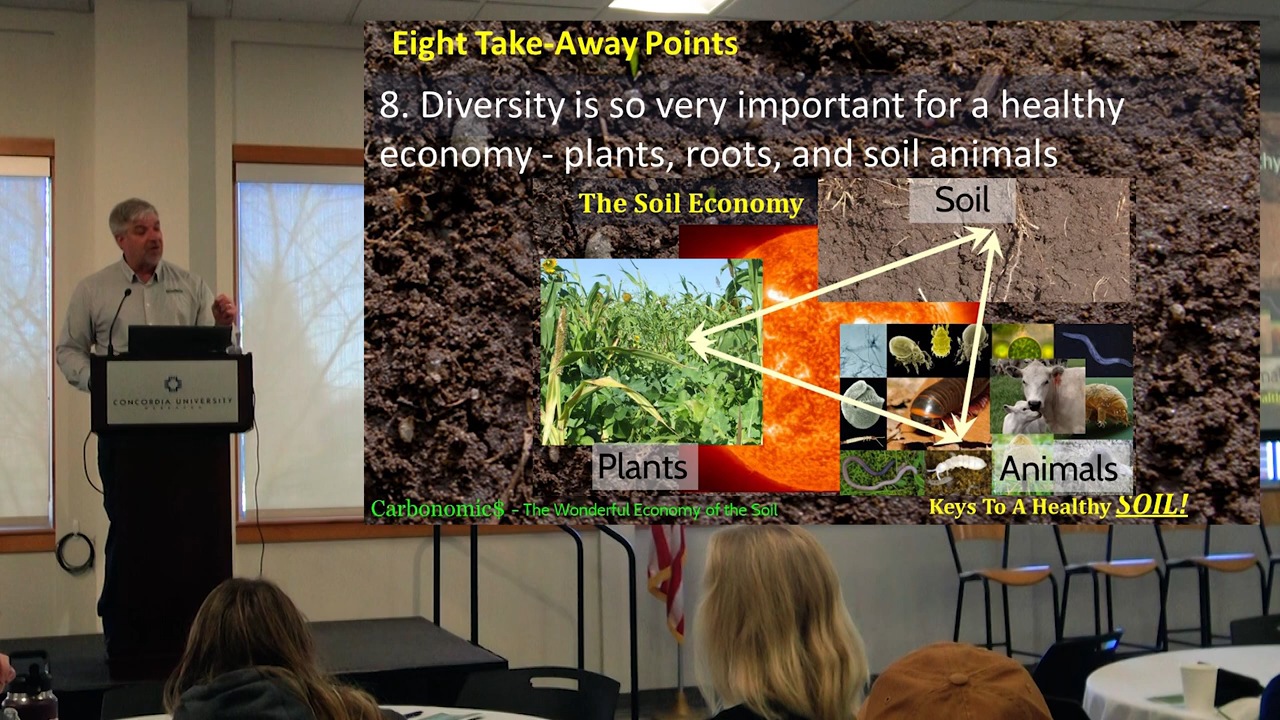 Eight Take-Away Points
8. Diversity is so very important for a healthy
economy - plants, roots, and soil animals
The Soil Economy
Soil
Plants
Animals
Carbonomic$ - The Wonderful Economy of the Soil
Keys To A Healthy SOIL!
CONCORDIA UNIVERSITY